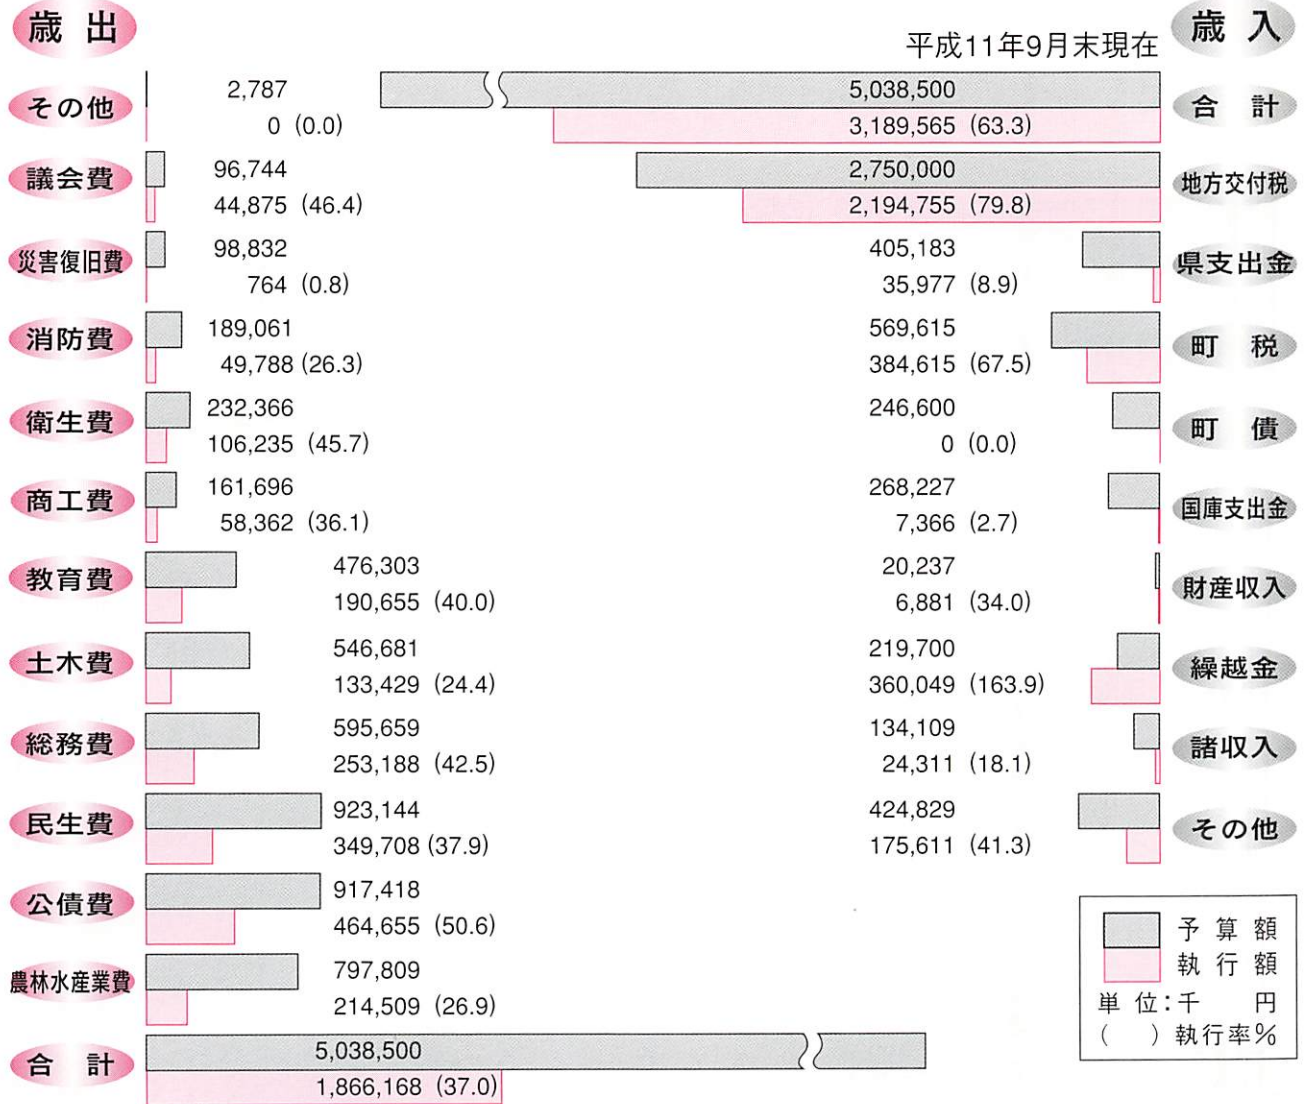 歳出
その他
2,787
0 (0.0)
議会費
96,744
44,875 (46.4)
災害復旧費
98,832
764 (0.8)
消防費
189,061
49,788 (26.3)
衛生費
232,366
106,235 (45.7)
商工費
161,696
58,362 (36.1)
教育費
476,303
190,655 (40.0)
土木費
546,681
133,429 (24.4)
総務費
595,659
253,188 (42.5)
民生費
923,144
349,708 (37.9)
公債費
917,418
464,655 (50.6)
農林水産業費
797,809
214,509 (26.9)
合計
5,038,500
1,866,168 (37.0)
歳入
平成11年9月末現在
合計
5,038,500
3,189,565 (63.3)
地方交付税
2,750,000
2,194,755 (79.8)
県支出金
405,183
35,977 (8.9)
町税
569,615
384,615 (67.5)
町債
246,600
0 (0.0)
国庫支出金
268,227
7,366 (2.7)
財産収入
20,237
6,881 (34.0)
繰越金
219,700
360,049 (163.9)
諸収入
134,109
24,311 (18.1)
その他
424,829
175,611 (41.3)
予算額
執行額
単位:千円
( )執行率%